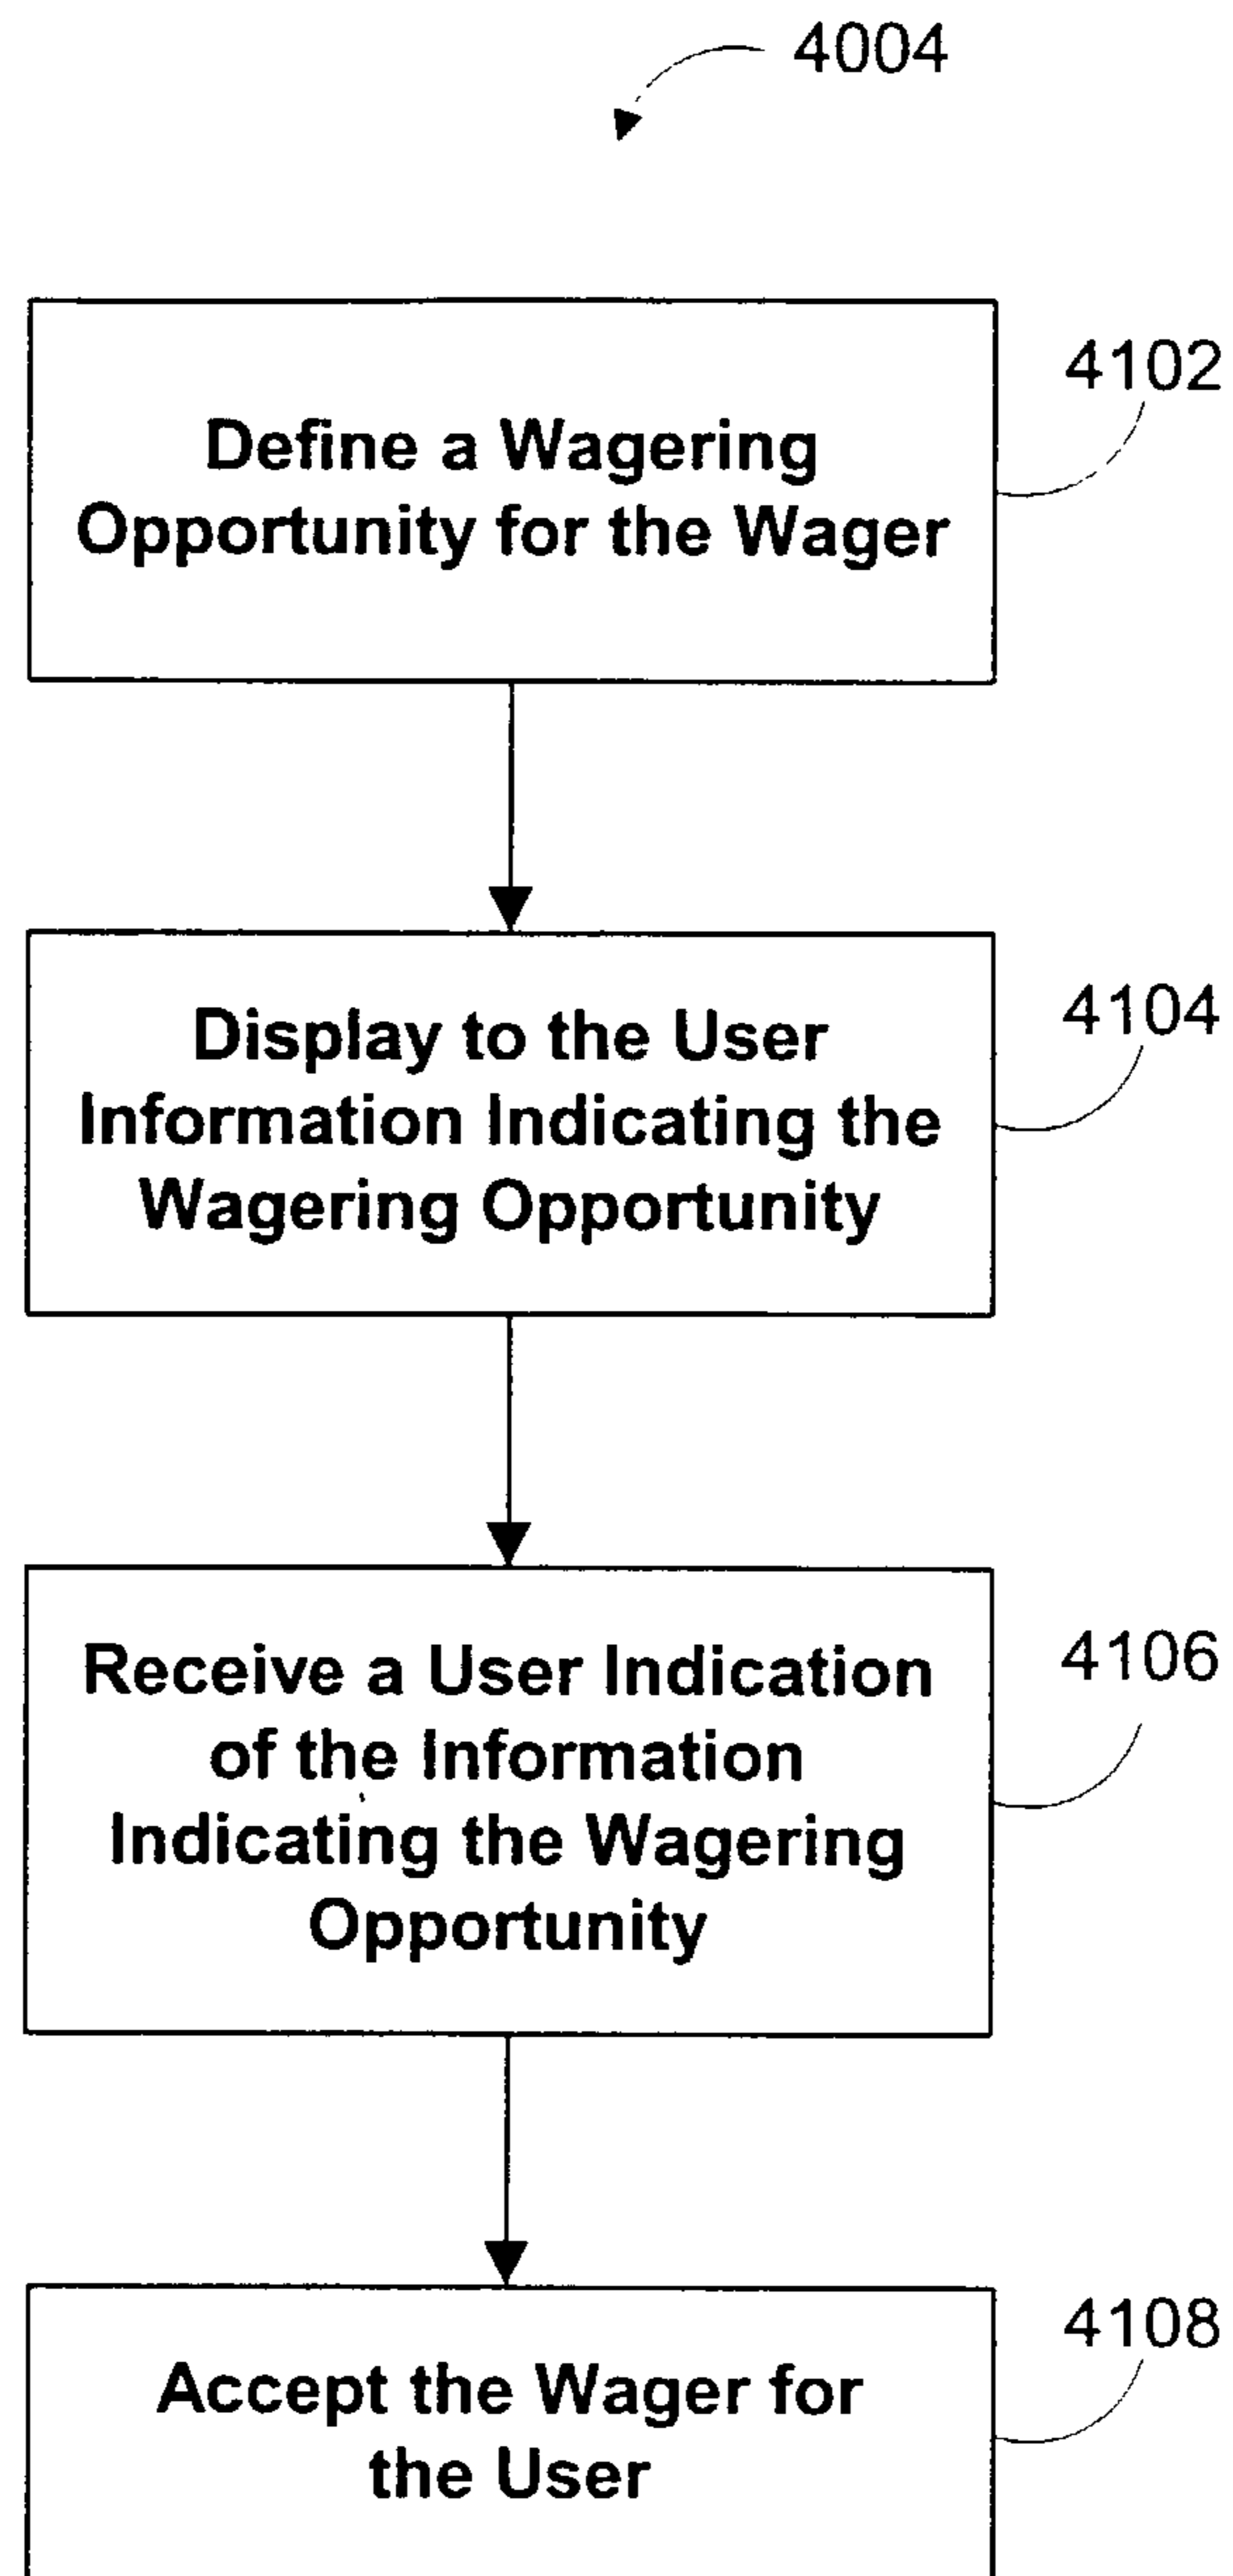 4004
4102
Define a Wagering
Opportunity for the Wager
4104
Display to the User
Information Indicating the
Wagering Opportunity
4106
Receive a User Indication
of the Information
Indicating the Wagering
Opportunity
4108
Accept the Wager for
the User